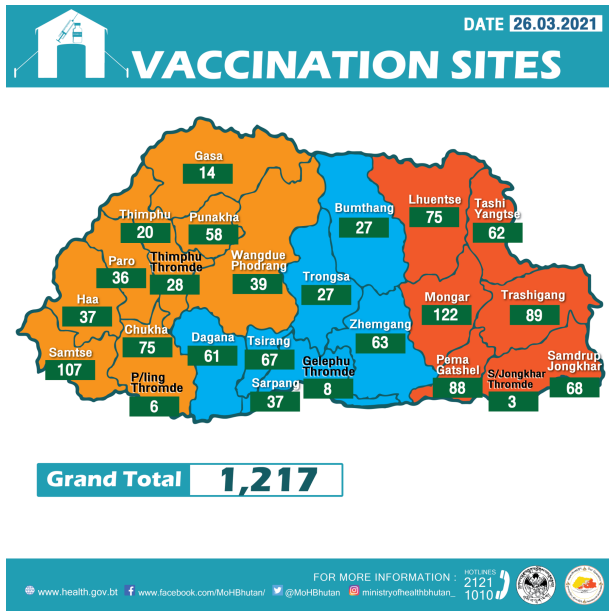 DATE 26.03.2021
VACCINATION SITES
Gasa
14
Thimphu
20
Punakha
58
Bumthang
27
Lhuentse
75
Tashi
Yangtse
62
Paro
36
Thimphu
Thromde
28
Wangdue
Phodrang
39
Trongsa
27
Haa
37
Mongar
122
Trashigang
89
Chukha
75
Dagana
61
Tsirang
67
Zhemgang
63
Samtse
107
P/ling
Thromde
6
Sarpang
37
Gelephu
Thromde
8
Pema
Gatshel
88
S/Jongkhar
Thromde
3
Samdrup
Jongkhar
68
Grand Total 1,217
FOR MORE INFORMATION :
HOTLINES
2121
1010
www.health.gov.bt
www.facebook.com/MoHBhutan/
@MoHBhutan
ministryofhealthbhutan_